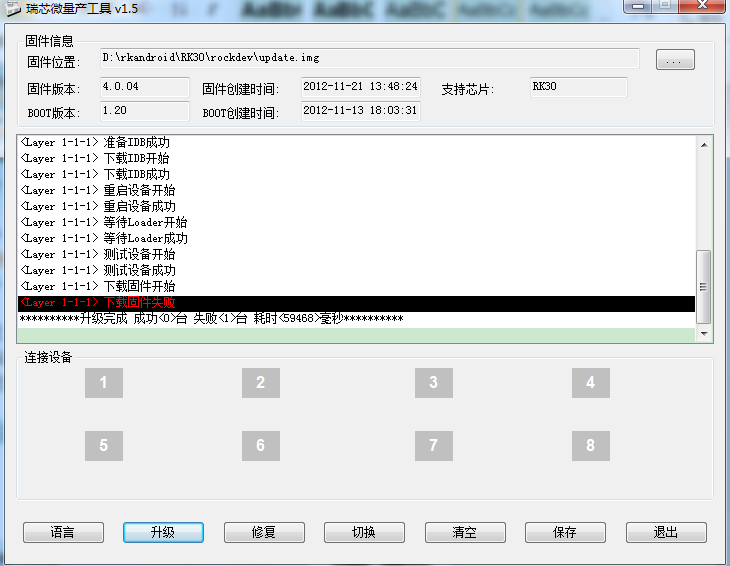 瑞芯微量产工具 v1.5
固件信息
固件位置: D:\rkandroid\RK30\rockdev\update.img ...
固件版本: 4.0.04 固件创建时间: 2012-11-21 13:48:24 支持芯片: RK30
BOOT版本: 1.20 BOOT创建时间: 2012-11-13 18:03:31
<Layer 1-1-1> 准备IDB成功
<Layer 1-1-1> 下载IDB开始
<Layer 1-1-1> 下载IDB成功
<Layer 1-1-1> 重启设备开始
<Layer 1-1-1> 重启设备成功
<Layer 1-1-1> 等待Loader开始
<Layer 1-1-1> 等待Loader成功
<Layer 1-1-1> 测试设备开始
<Layer 1-1-1> 测试设备成功
<Layer 1-1-1> 下载固件开始
<Layer 1-1-1> 下载固件失败
**********升级完成 成功<0>台 失败<1>台 耗时<59468>毫秒**********
连接设备
1 2 3 4
5 6 7 8
语言 升级 修复 切换 清空 保存 退出